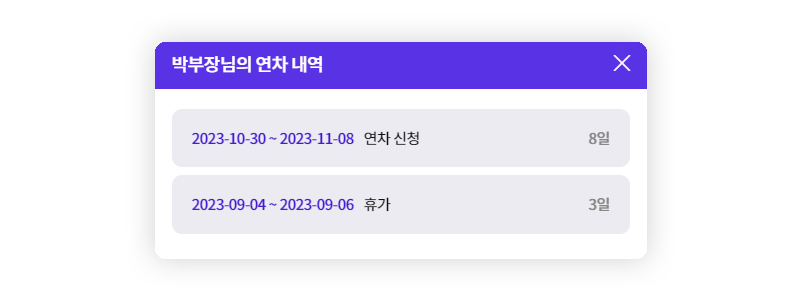 박부장님의 연차 내역
2023-10-30 ~ 2023-11-08 연차 신청 8일
2023-09-04 ~ 2023-09-06 휴가 3일